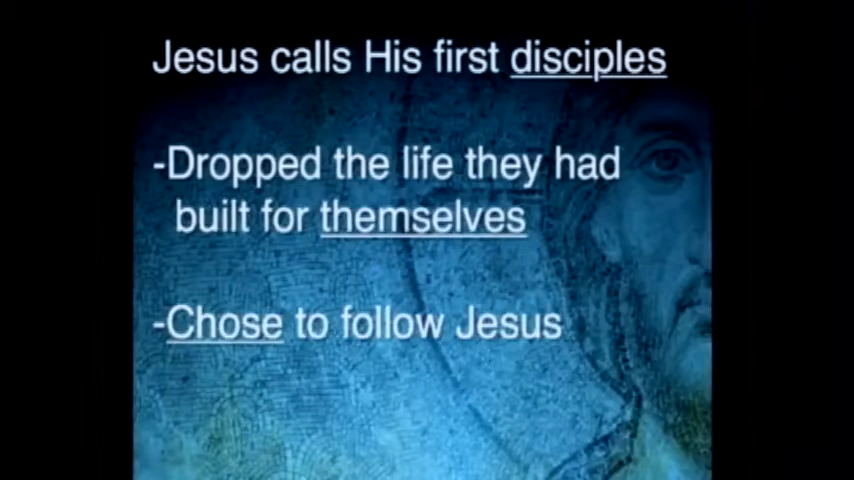 Jesus calls His first disciples
-Dropped the life they had
built for themselves
-Chose to follow Jesus